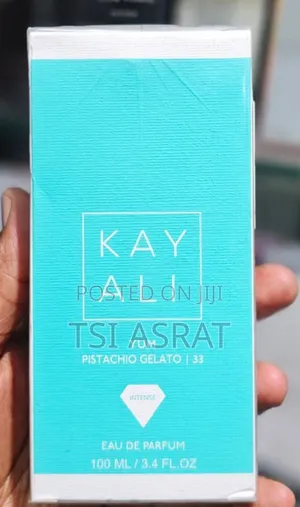 KAY
ALI
POSTED ON JIJI
TSI ASRAT
YUM
PISTACHIO GELATO | 33
INTENSE
EAU DE PARFUM
100 ML / 3.4 FL.OZ